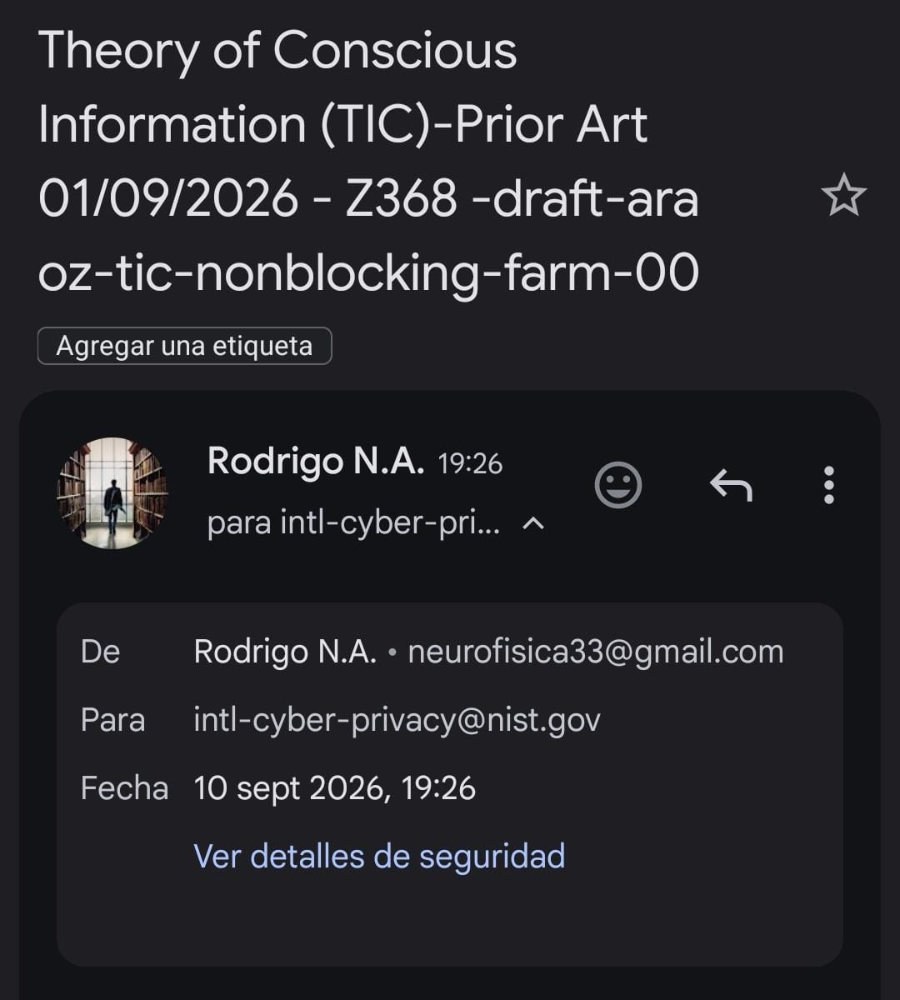 Theory of Conscious
Information (TIC)-Prior Art
01/09/2026 - Z368 -draft-ara
oz-tic-nonblocking-farm-00
Agregar una etiqueta
Rodrigo N.A. 19:26
para intl-cyber-pri...
De Rodrigo N.A. • neurofisica33@gmail.com
Para intl-cyber-privacy@nist.gov
Fecha 10 sept 2026, 19:26
Ver detalles de seguridad